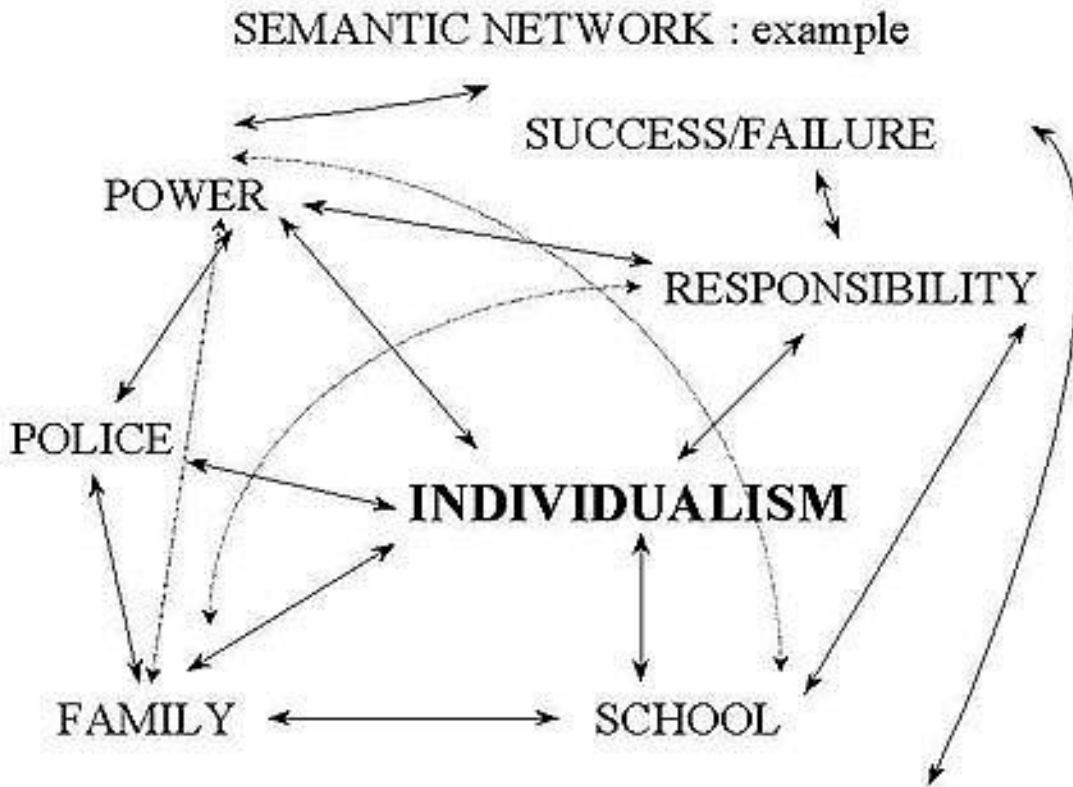 SEMANTIC NETWORK : example
SUCCESS/FAILURE
POWER
RESPONSIBILITY
POLICE
INDIVIDUALISM
FAMILY
SCHOOL